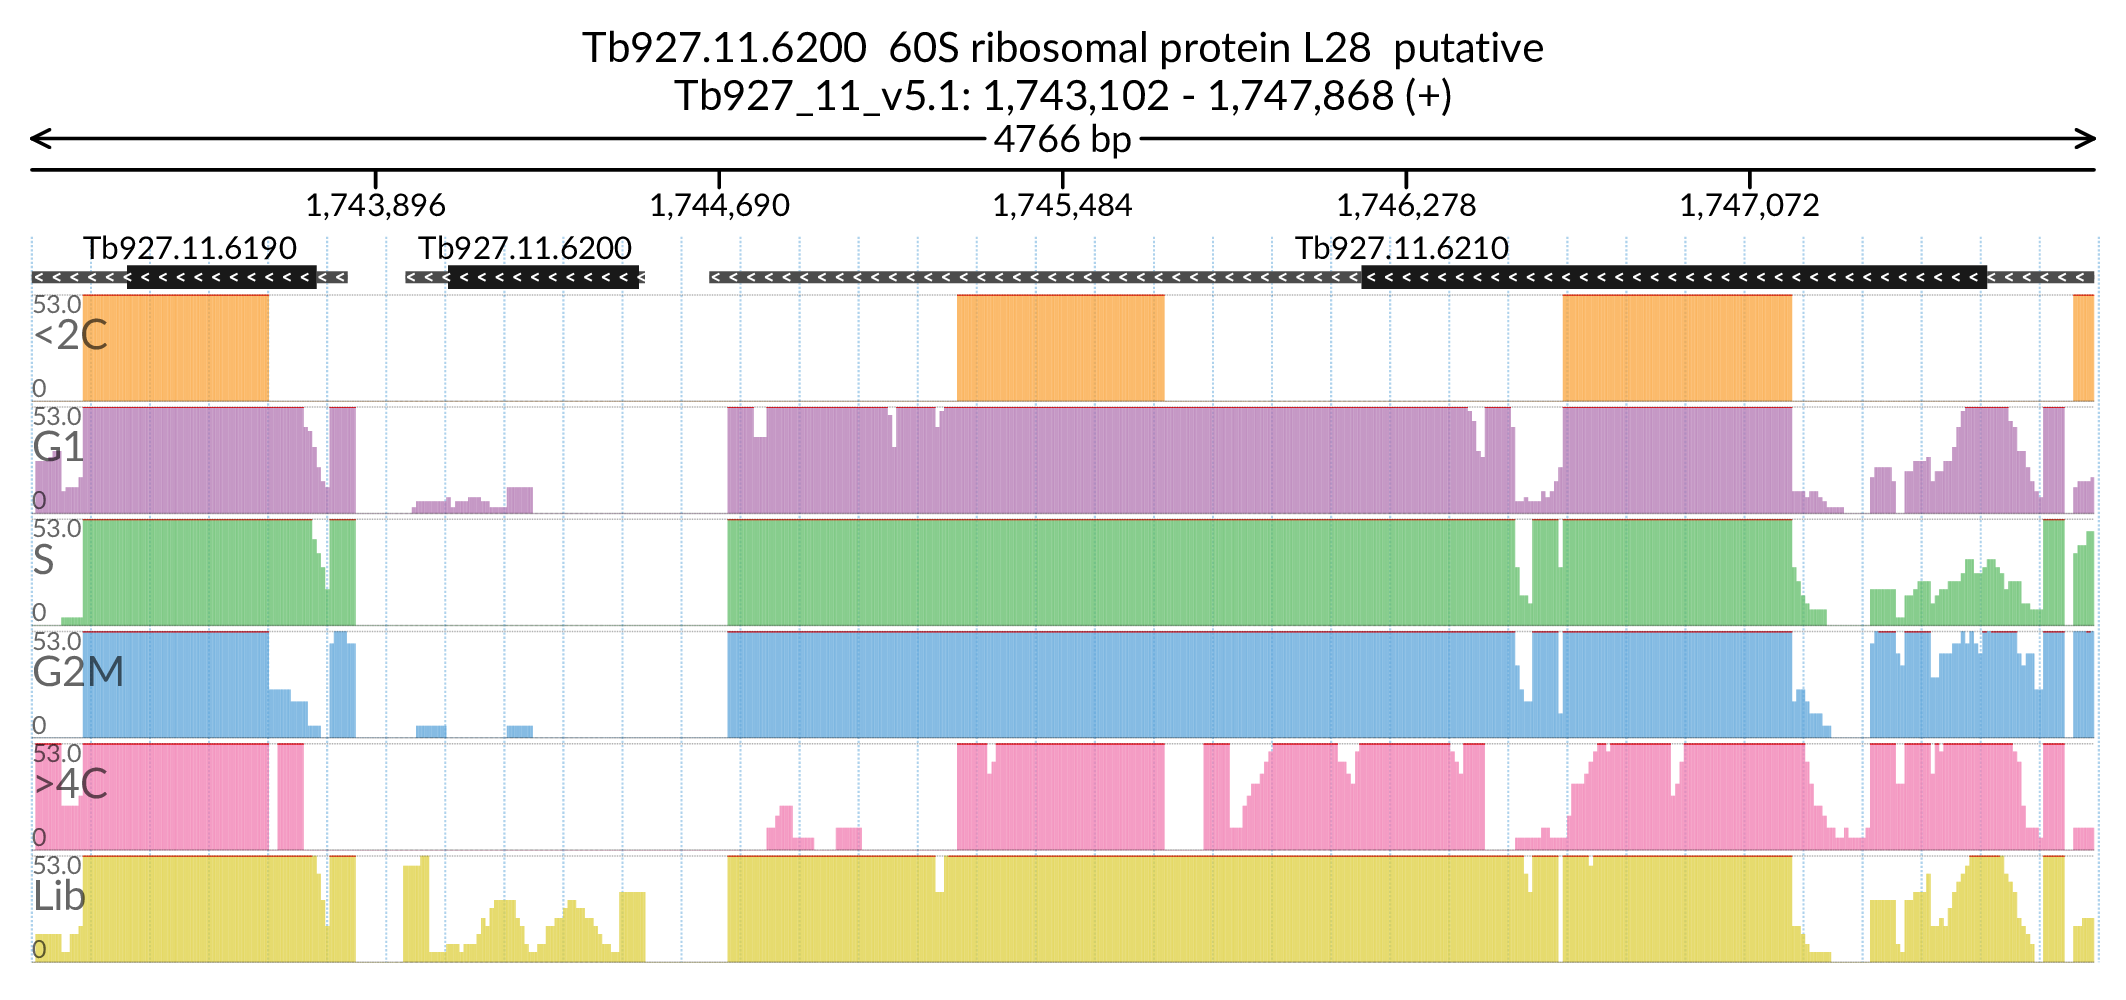 Tb927.11.6200 60S ribosomal protein L28 putative
Tb927_11_v5.1: 1,743,102 - 1,747,868 (+)
4766 bp
1,743,896 1,744,690 1,745,484 1,746,278 1,747,072
Tb927.11.6190 Tb927.11.6200 Tb927.11.6210
53.0
<2C
0
53.0
G1
0
53.0
S
0
53.0
G2M
0
53.0
>4C
0
53.0
Lib
0